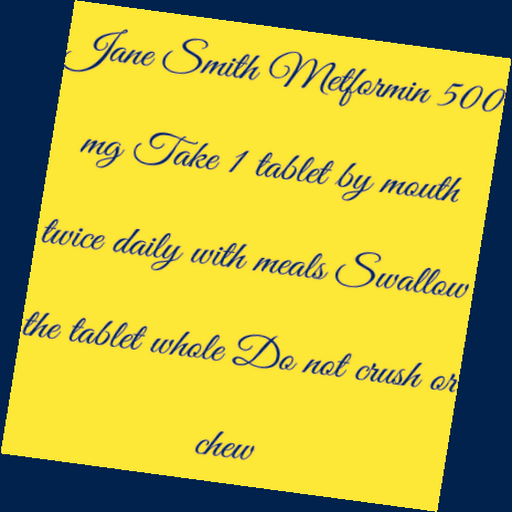 Jane Smith Metformin 500
mg Take 1 tablet by mouth
twice daily with meals Swallow
the tablet whole Do not crush or
chew